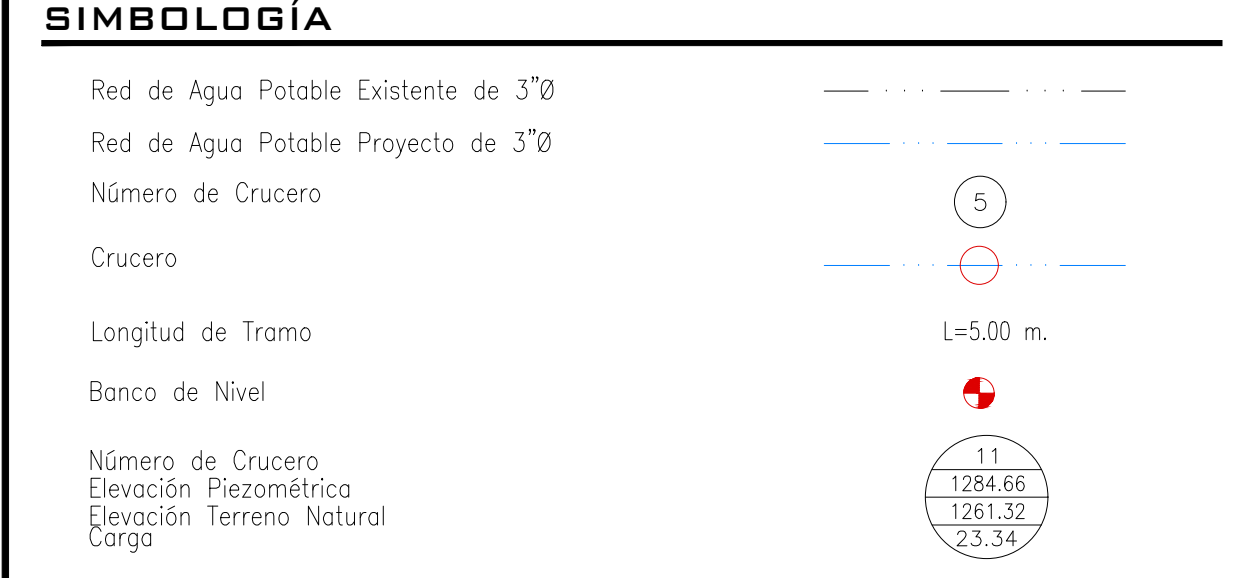 SIMBOLOGÍA
Red de Agua Potable Existente de 3"Ø
Red de Agua Potable Proyecto de 3"Ø
Número de Crucero
5
Crucero
Longitud de Tramo
L=5.00 m.
Banco de Nivel
Número de Crucero
11
Elevación Piezométrica
1284.66
Elevación Terreno Natural
1261.32
Carga
23.34